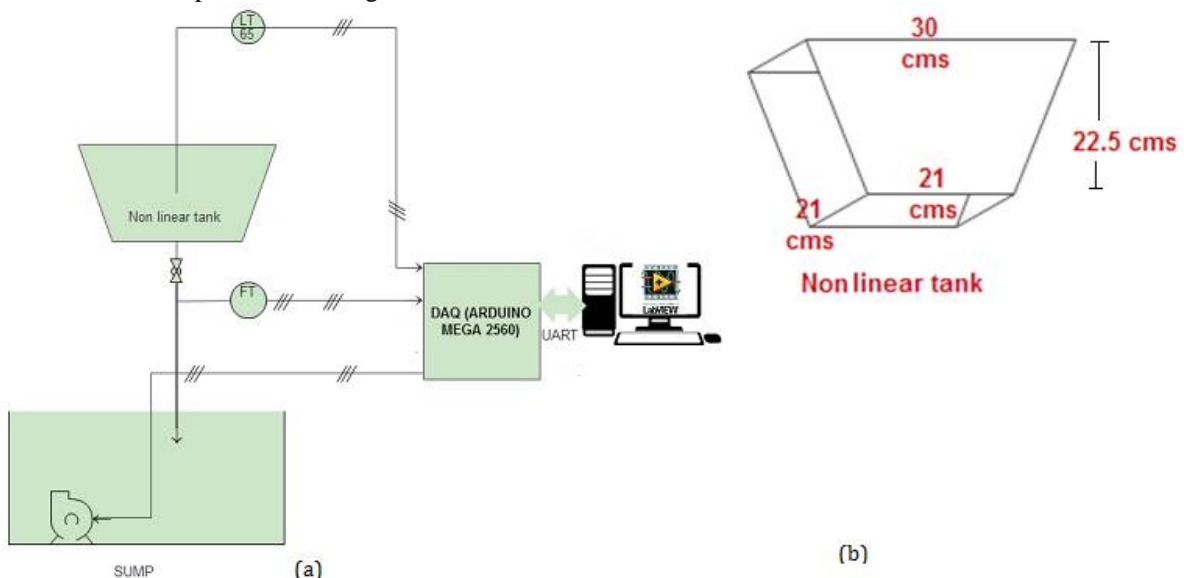 LT
65
Non linear tank
FT
DAQ (ARDUINO
MEGA 2560)
UART
LabVIEW
SUMP
(a)
30
cms
22.5 cms
21
cms
21
cms
Non linear tank
(b)